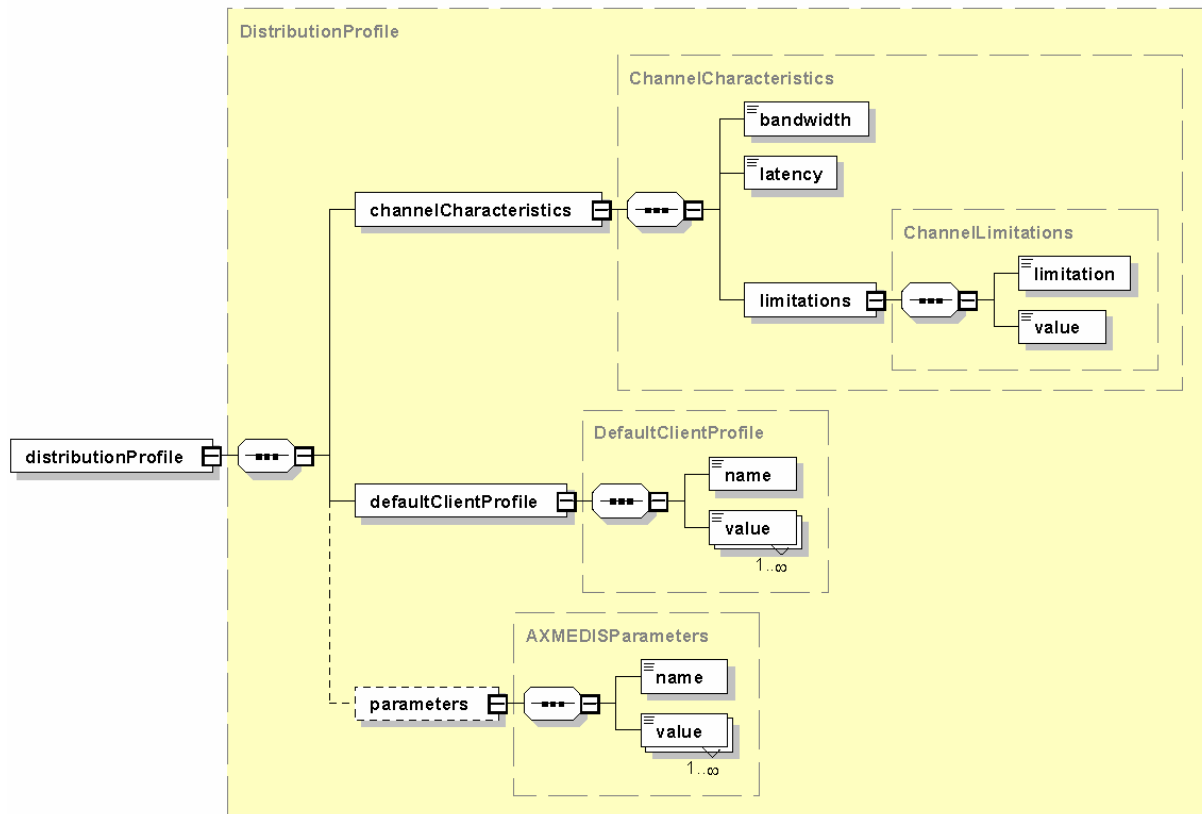 DistributionProfile
ChannelCharacteristics
bandwidth
latency
channelCharacteristics
ChannelLimitations
limitation
limitations
value
distributionProfile
DefaultClientProfile
name
defaultClientProfile
value
1..∞
AXMEDISParameters
name
parameters
value
1..∞